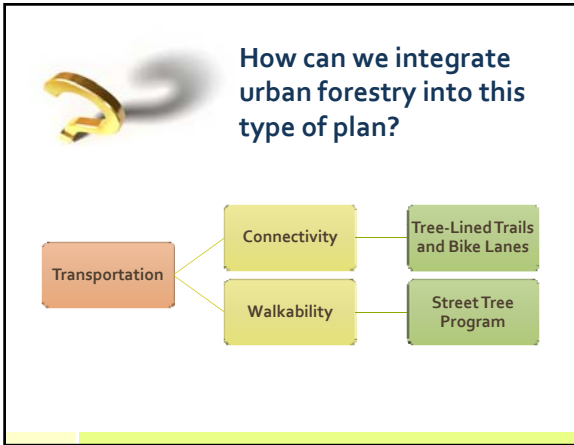 How can we integrate
urban forestry into this
type of plan?
Transportation
Connectivity
Tree-Lined Trails
and Bike Lanes
Walkability
Street Tree
Program